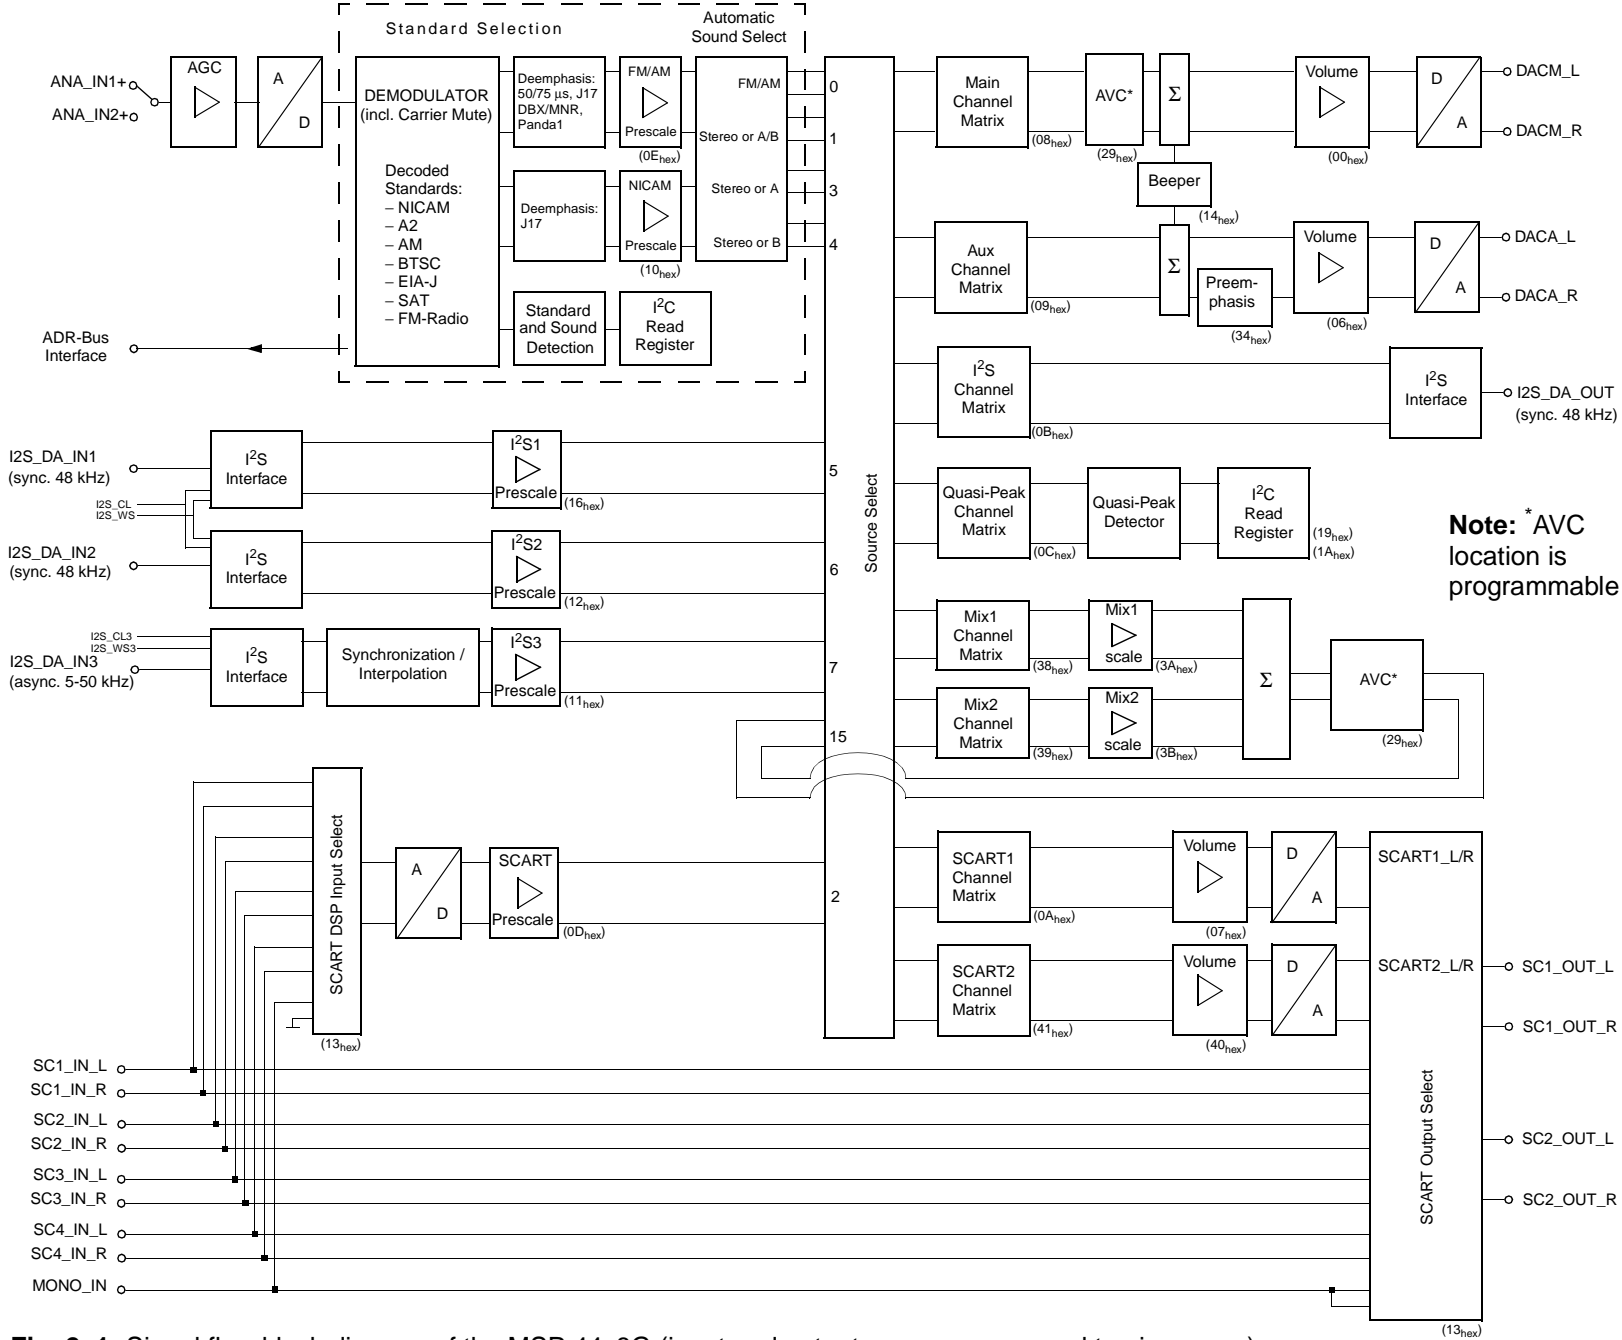 Standard Selection
Automatic
Sound Select
ANA_IN1+
ANA_IN2+
AGC
A
D
DEMODULATOR
(incl. Carrier Mute)
Decoded
Standards:
– NICAM
– A2
– AM
– BTSC
– EIA-J
– SAT
– FM-Radio
Deemphasis:
50/75 µs, J17
DBX/MNR,
Panda1
FM/AM
Prescale
(0Ehex)
Deemphasis:
J17
NICAM
Prescale
(10hex)
FM/AM
Stereo or A/B
Stereo or A
Stereo or B
Standard
and Sound
Detection
I2C
Read
Register
ADR-Bus
Interface
0
1
3
4
5
6
7
15
2
Source Select
Main
Channel
Matrix
(08hex)
AVC*
(29hex)
Σ
Beeper
(14hex)
Volume
(00hex)
D
A
DACM_L
DACM_R
Aux
Channel
Matrix
(09hex)
Σ
Preem-
phasis
(34hex)
Volume
(06hex)
D
A
DACA_L
DACA_R
I2S
Channel
Matrix
(0Bhex)
I2S
Interface
I2S_DA_OUT
(sync. 48 kHz)
I2S_DA_IN1
(sync. 48 kHz)
I2S_CL
I2S_WS
I2S
Interface
I2S1
Prescale
(16hex)
I2S_DA_IN2
(sync. 48 kHz)
I2S
Interface
I2S2
Prescale
(12hex)
I2S_CL3
I2S_WS3
I2S_DA_IN3
(async. 5-50 kHz)
I2S
Interface
Synchronization /
Interpolation
I2S3
Prescale
(11hex)
Quasi-Peak
Channel
Matrix
(0Chex)
Quasi-Peak
Detector
I2C
Read
Register
(19hex)
(1Ahex)
Note: *AVC
location is
programmable
Mix1
Channel
Matrix
(38hex)
Mix1
scale
(3Ahex)
Mix2
Channel
Matrix
(39hex)
Mix2
scale
(3Bhex)
Σ
AVC*
(29hex)
SCART DSP Input Select
(13hex)
A
D
SCART
Prescale
(0Dhex)
SCART1
Channel
Matrix
(0Ahex)
Volume
(07hex)
D
A
SCART1_L/R
SCART2
Channel
Matrix
(41hex)
Volume
(40hex)
D
A
SCART2_L/R
SCART Output Select
(13hex)
SC1_OUT_L
SC1_OUT_R
SC2_OUT_L
SC2_OUT_R
SC1_IN_L
SC1_IN_R
SC2_IN_L
SC2_IN_R
SC3_IN_L
SC3_IN_R
SC4_IN_L
SC4_IN_R
MONO_IN